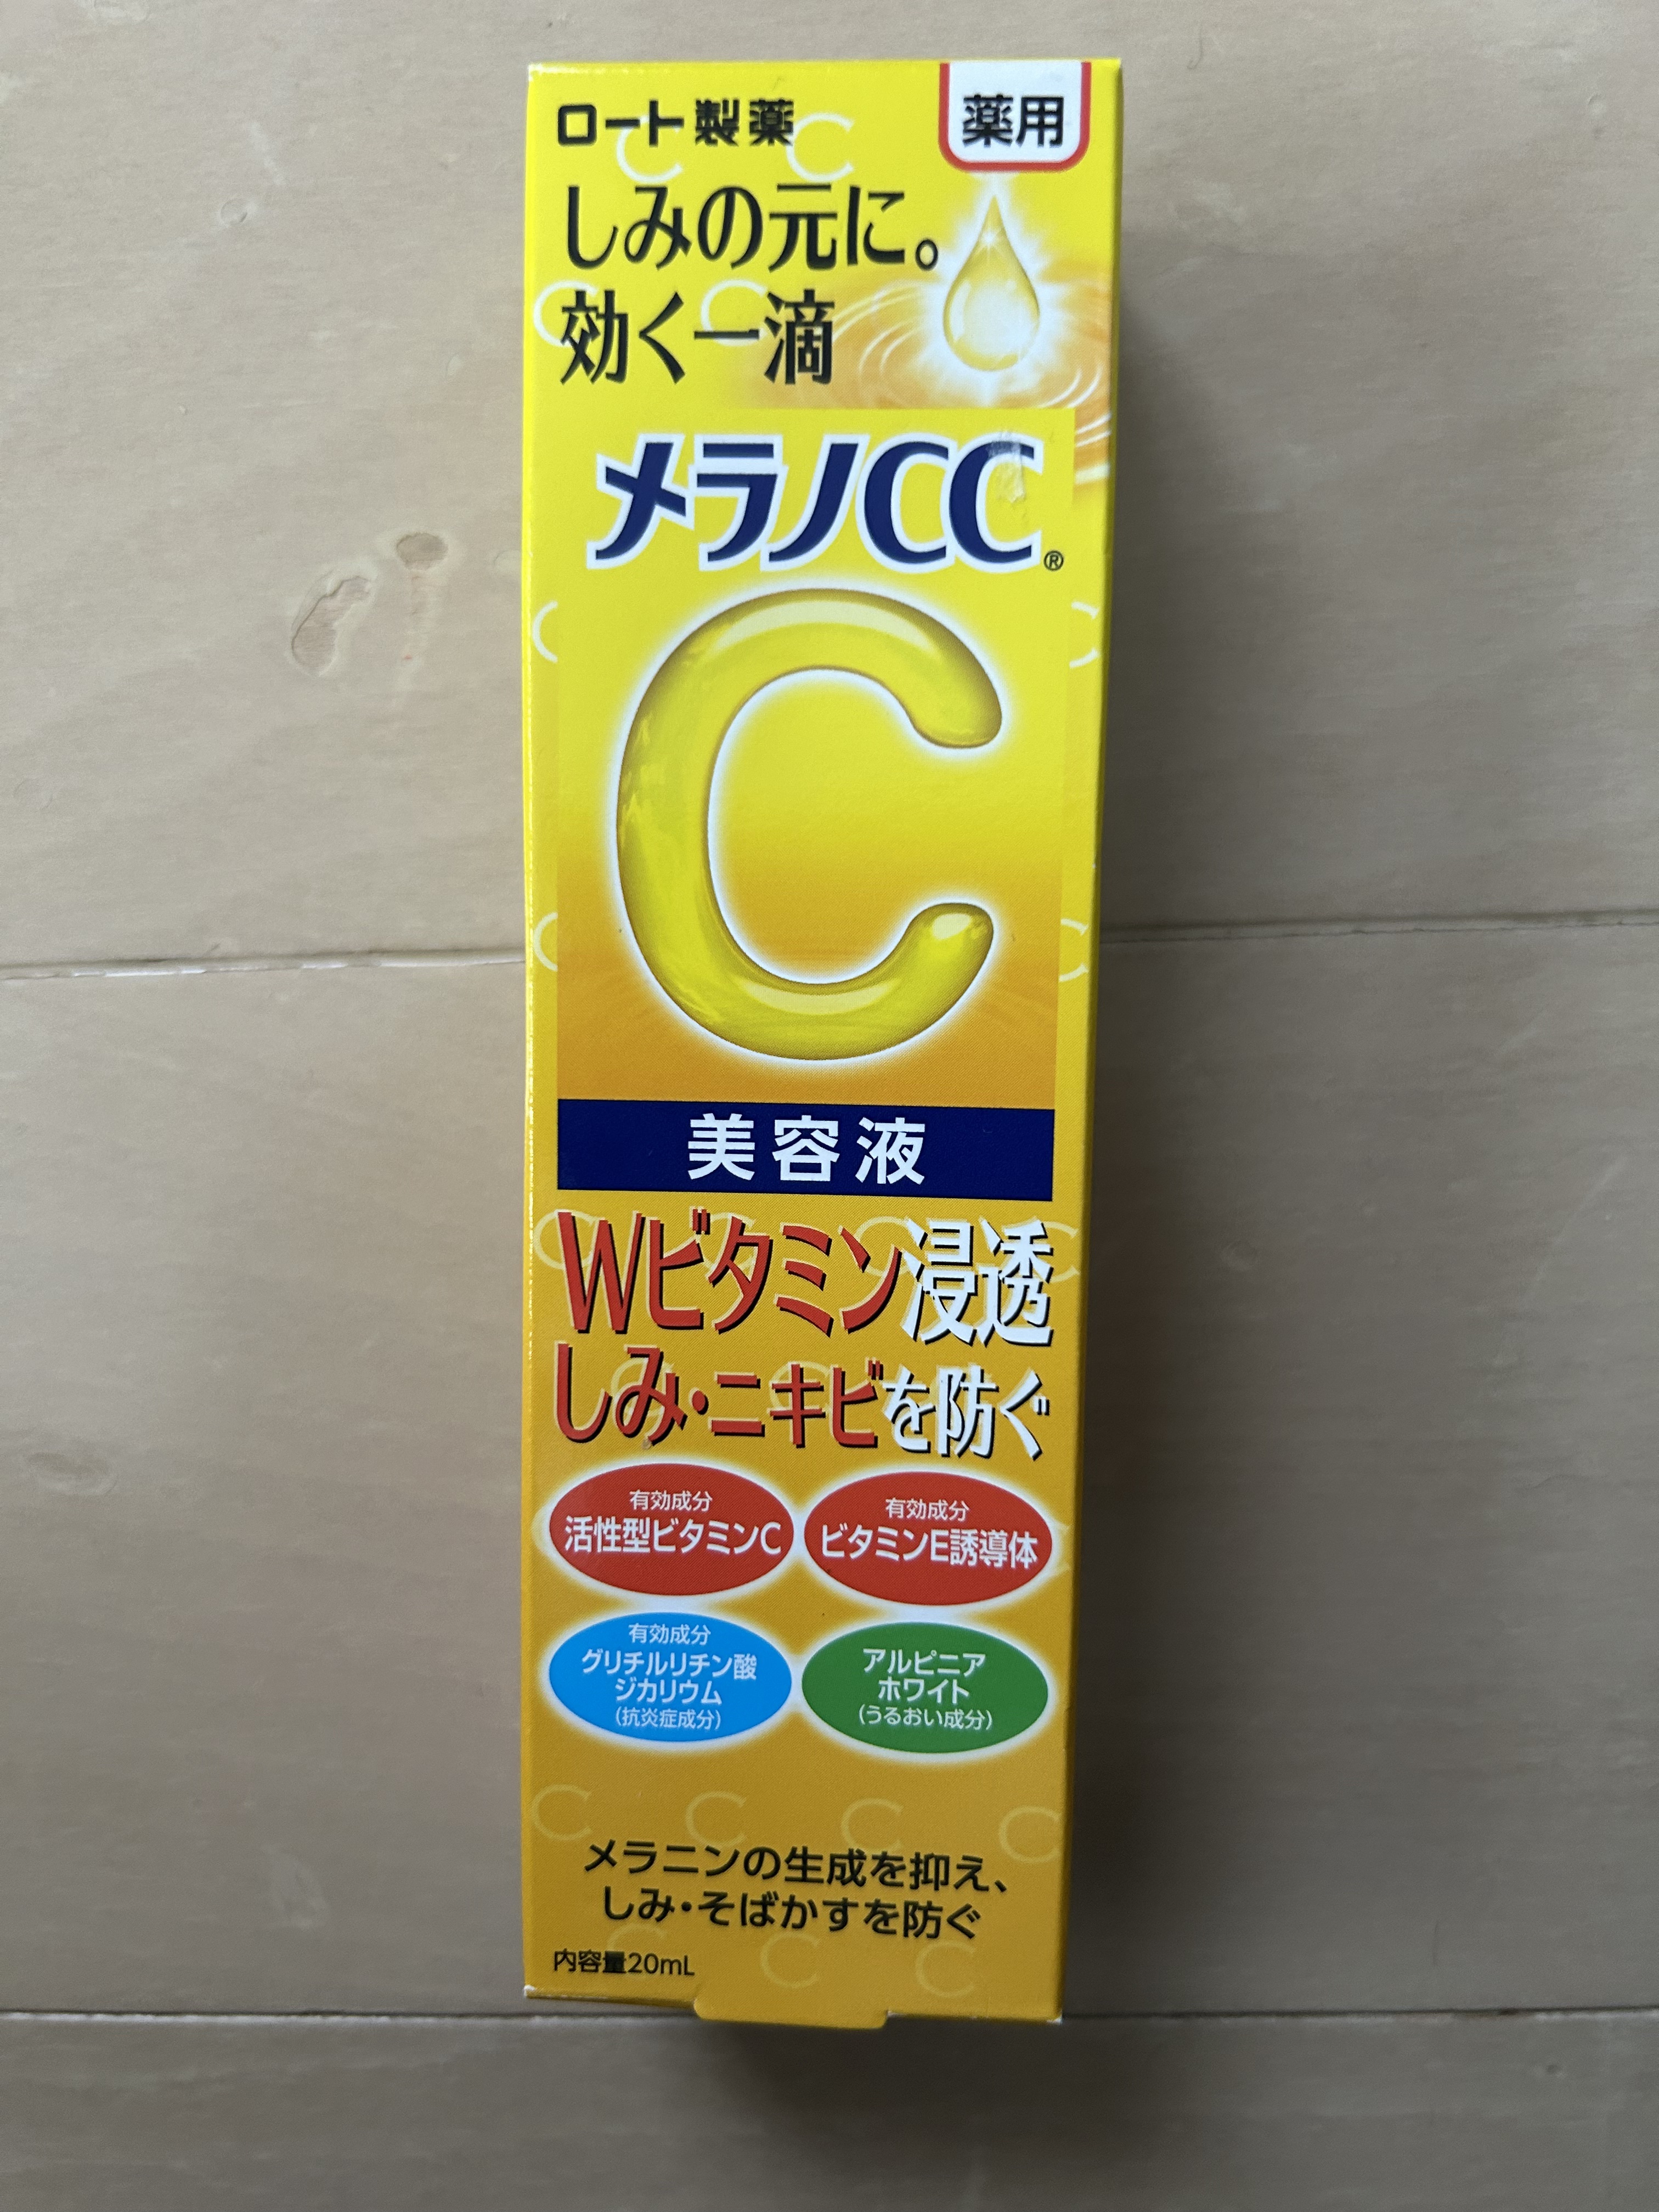 ロート製薬
薬用
しみの元に。
効く一滴
メラノCC®
C
美容液
Wビタミン浸透
しみ・ニキビを防ぐ
有効成分
活性型ビタミンC
有効成分
ビタミンE誘導体
有効成分
グリチルリチン酸
ジカリウム
(抗炎症成分)
アルピニア
ホワイト
(うるおい成分)
メラニンの生成を抑え、
しみ・そばかすを防ぐ
内容量20mL